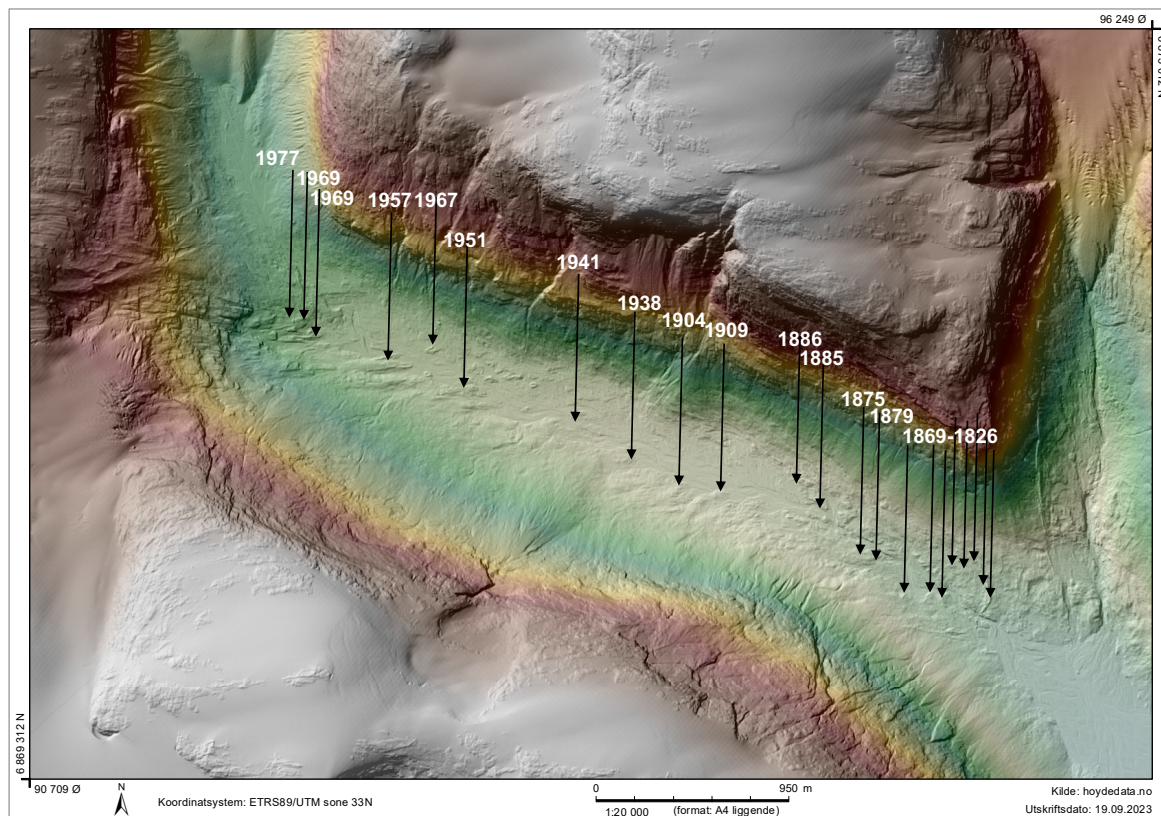 96 249 Ø
1977
1969
1969
1957 1967
1951
1941
1938
1904
1909
1886
1885
1875
1879
1869-1826
6 869 312 N
90 709 Ø
N
Koordinatsystem: ETRS89/UTM sone 33N
0 950 m
1:20 000 (format: A4 liggende)
Kilde: hoydedata.no
Utskriftsdato: 19.09.2023